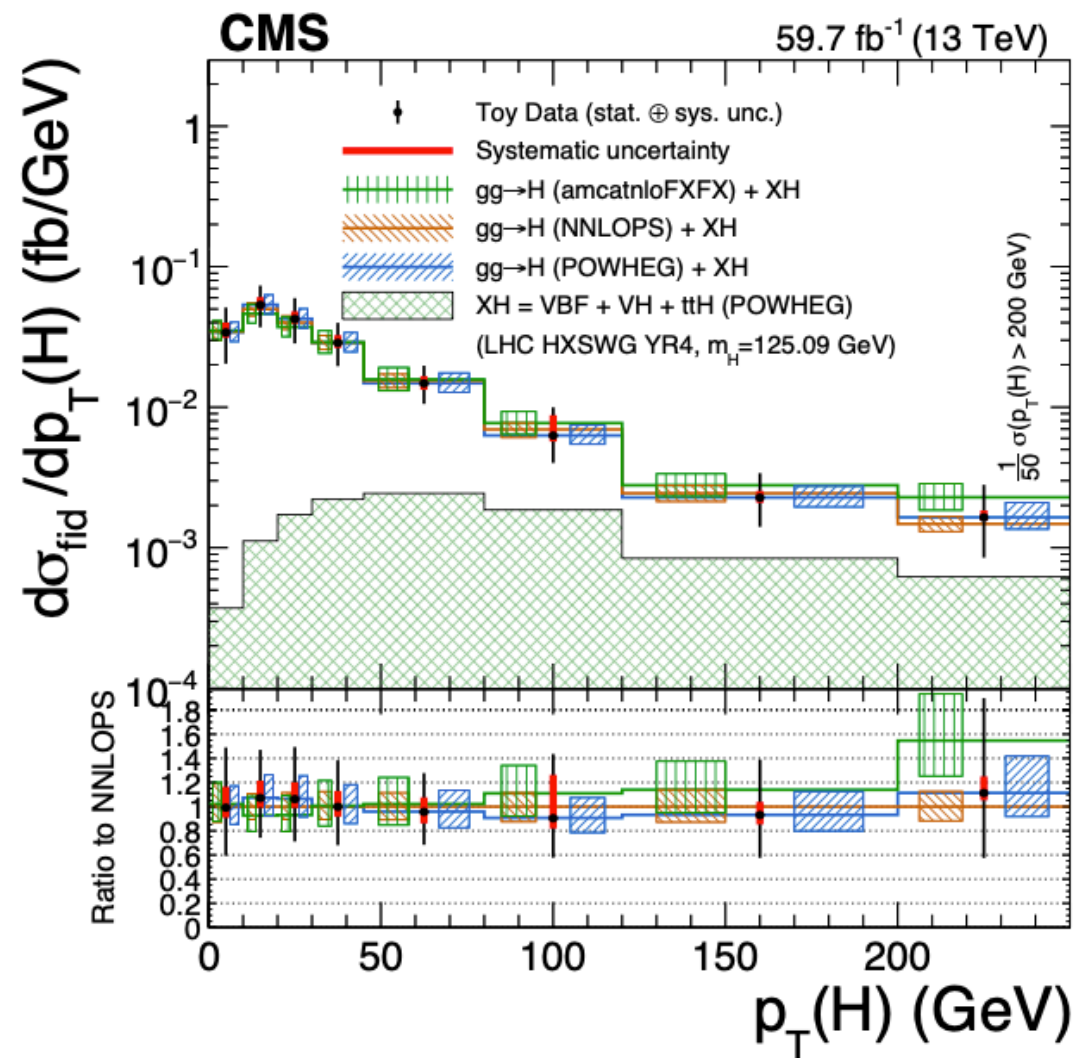 CMS
59.7 fb⁻¹ (13 TeV)
dσ_fid /dp_T(H) (fb/GeV)
1
10⁻¹
10⁻²
10⁻³
10⁻⁴
Toy Data (stat. ⊕ sys. unc.)
Systematic uncertainty
gg→H (amcatnloFXFX) + XH
gg→H (NNLOPS) + XH
gg→H (POWHEG) + XH
XH = VBF + VH + ttH (POWHEG)
(LHC HXSWG YR4, m_H=125.09 GeV)
1/50 σ(p_T(H) > 200 GeV)
Ratio to NNLOPS
1.8
1.6
1.4
1.2
1
0.8
0.6
0.4
0.2
0
0 50 100 150 200
p_T(H) (GeV)